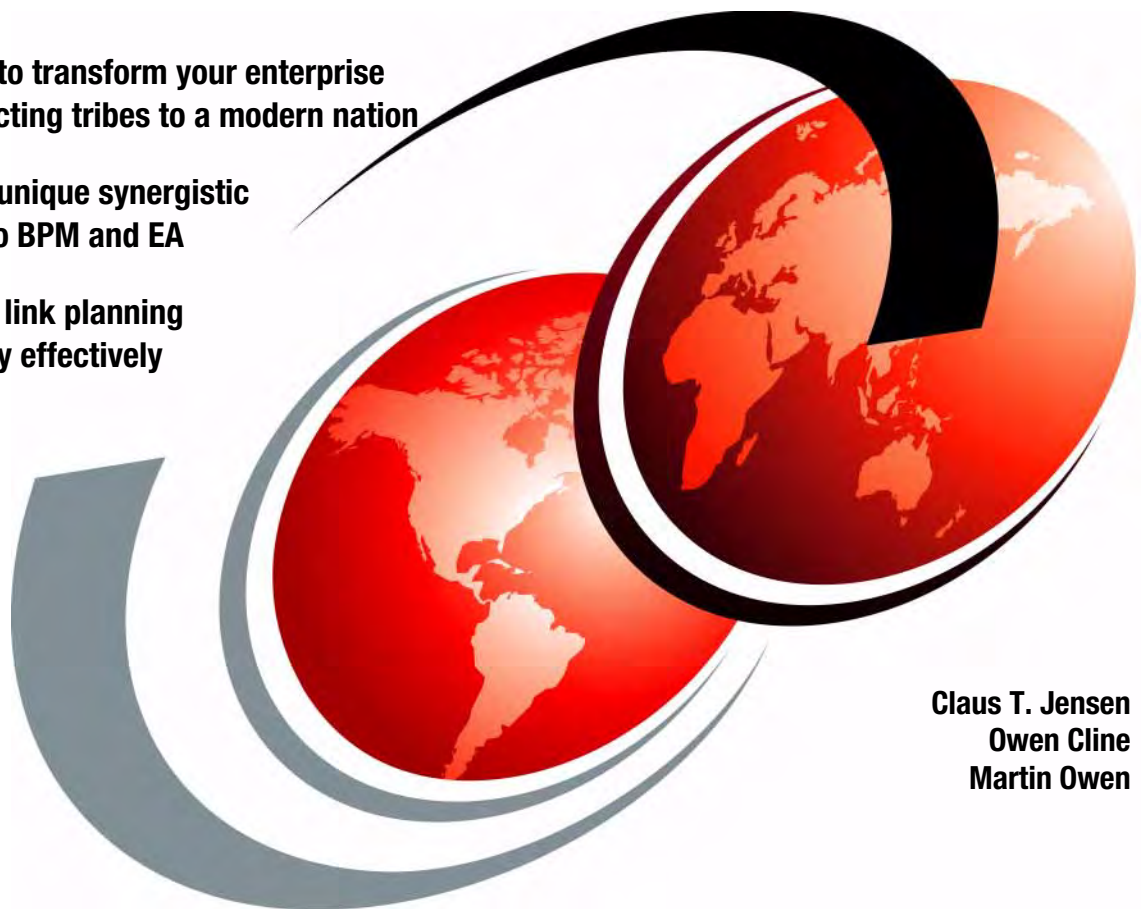 to transform your enterprise
cting tribes to a modern nation
unique synergistic
o BPM and EA
link planning
y effectively
Claus T. Jensen
Owen Cline
Martin Owen